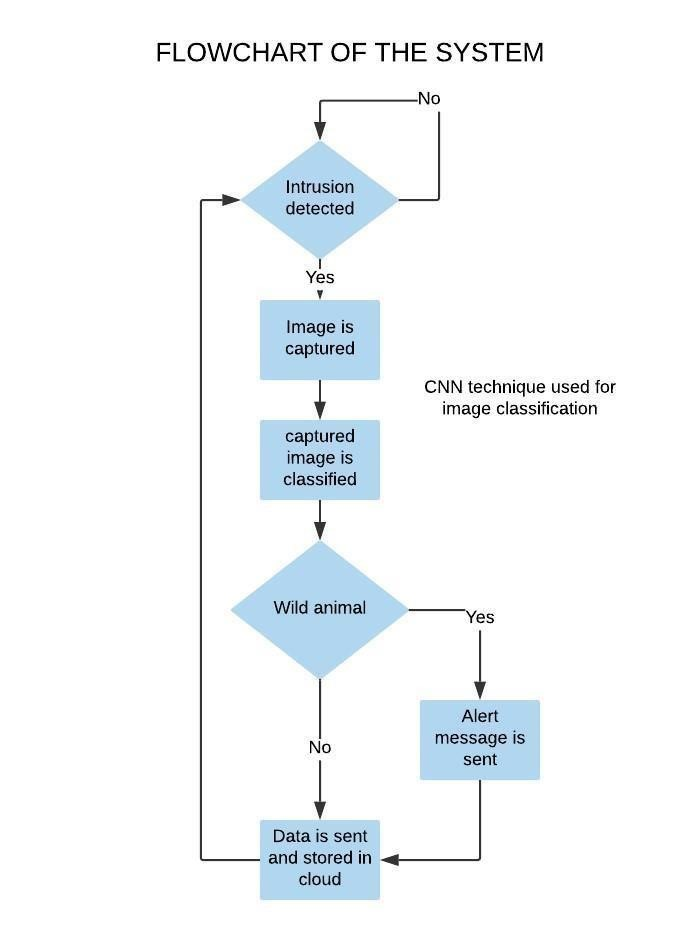 FLOWCHART OF THE SYSTEM
No
Intrusion
detected
Yes
Image is
captured
CNN technique used for
image classification
captured
image is
classified
Wild animal
Yes
Alert
message is
sent
No
Data is sent
and stored in
cloud